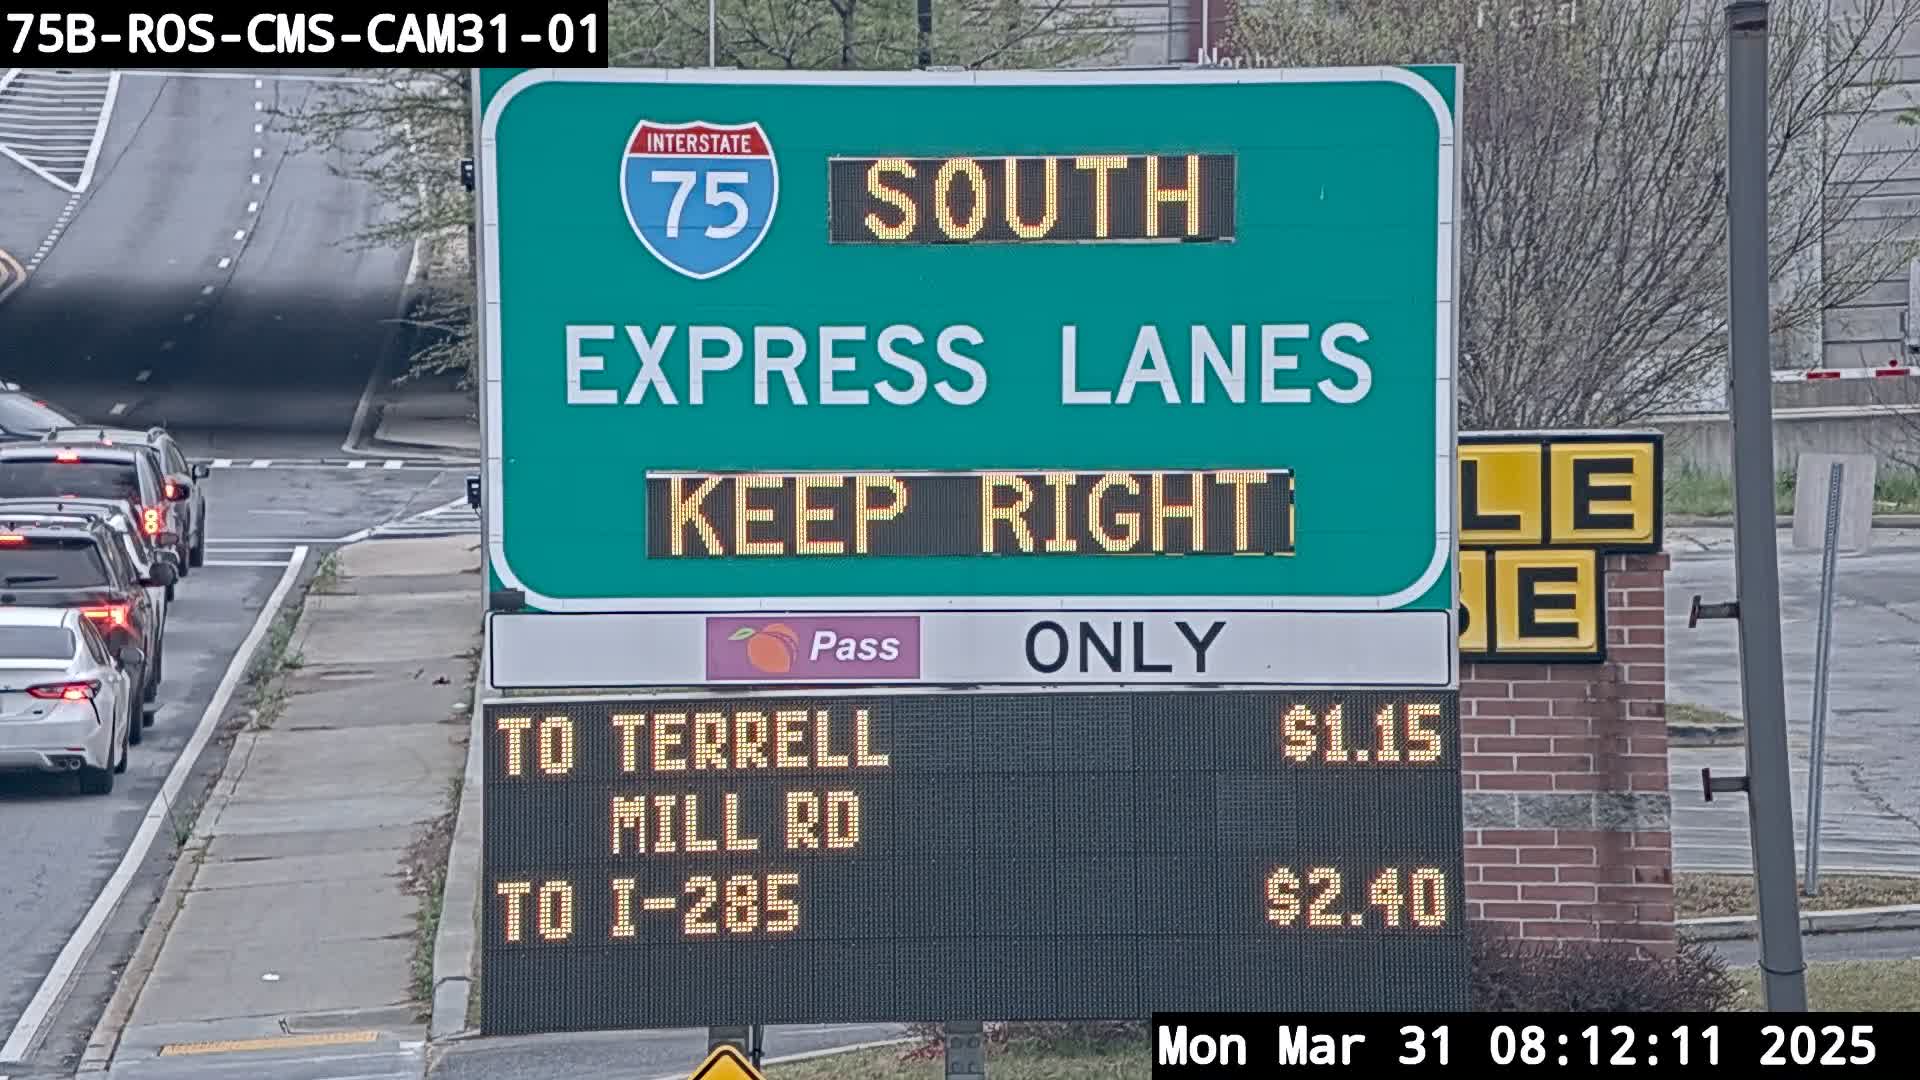 75B-ROS-CMS-CAM31-01
INTERSTATE
75
SOUTH
EXPRESS LANES
KEEP RIGHT
Pass ONLY
TO TERRELL $1.15
MILL RD
TO I-285 $2.40
LE
E
Mon Mar 31 08:12:11 2025